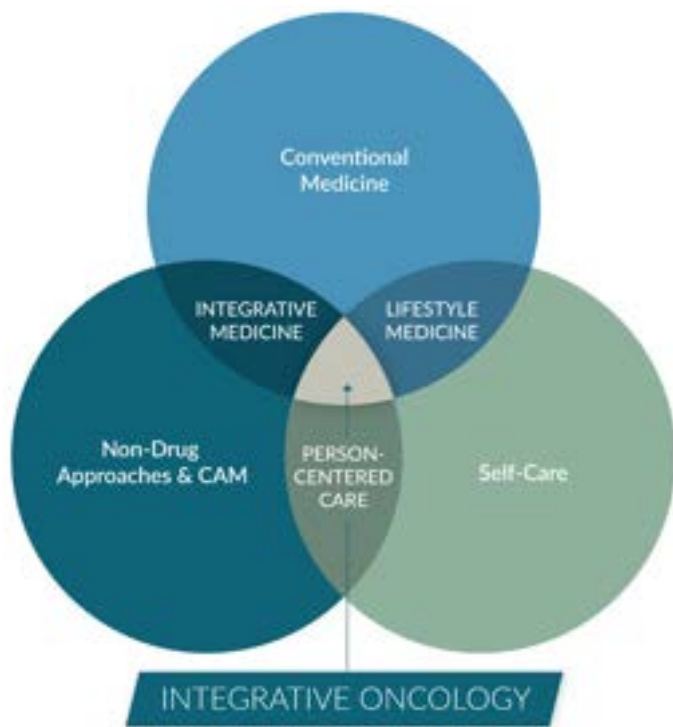 Conventional
Medicine
INTEGRATIVE
MEDICINE
LIFESTYLE
MEDICINE
Non-Drug
Approaches & CAM
PERSON-
CENTERED
CARE
Self-Care
INTEGRATIVE ONCOLOGY